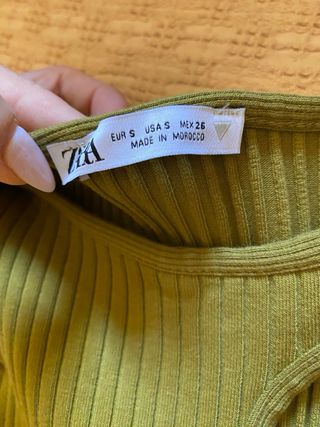 ZARA
EUR S USA S MEX 26
MADE IN MOROCCO